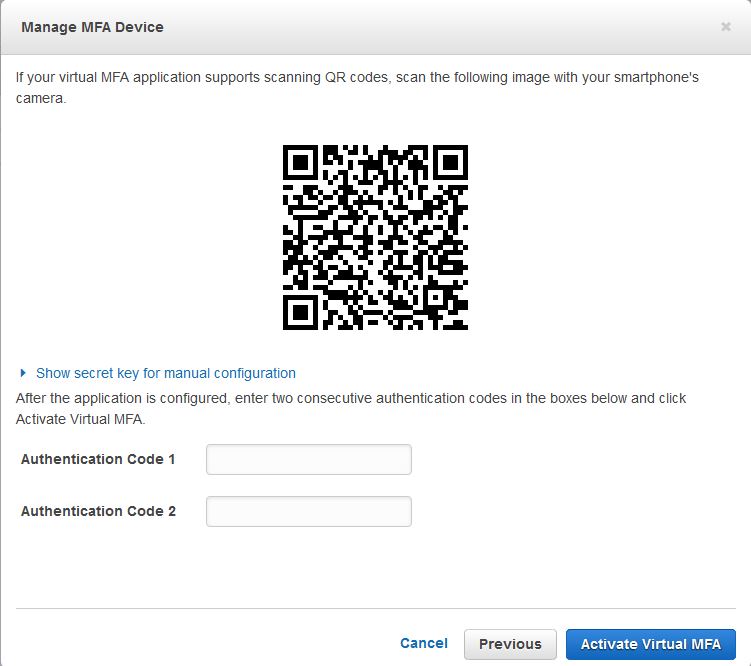 Manage MFA Device
If your virtual MFA application supports scanning QR codes, scan the following image with your smartphone's
camera.
Show secret key for manual configuration
After the application is configured, enter two consecutive authentication codes in the boxes below and click
Activate Virtual MFA.
Authentication Code 1
Authentication Code 2
Cancel Previous Activate Virtual MFA